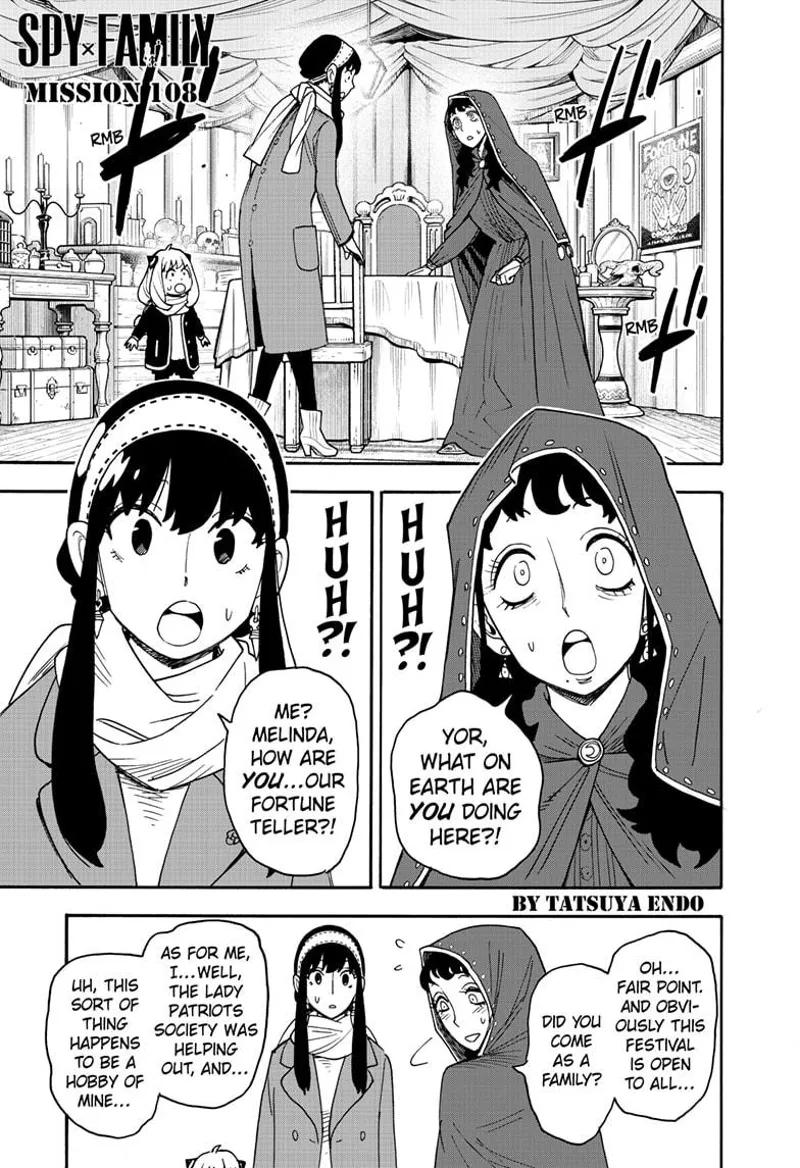 SPY×FAMILY
MISSION 108
RMB
RMB
RMB
FORTUNE
HUH?!
YOR,
WHAT ON
EARTH ARE
YOU DOING
HERE?!
HUH?!
ME?
MELINDA,
HOW ARE
YOU...OUR
FORTUNE
TELLER?!
BY TATSUYA ENDO
OH...
FAIR POINT.
AND OBVI-
OUSLY THIS
FESTIVAL
IS OPEN
TO ALL...
DID YOU
COME
AS A
FAMILY?
AS FOR ME,
I...WELL,
THE LADY
PATRIOTS
SOCIETY WAS
HELPING
OUT, AND...
UH, THIS
SORT OF
THING
HAPPENS
TO BE A
HOBBY OF
MINE...